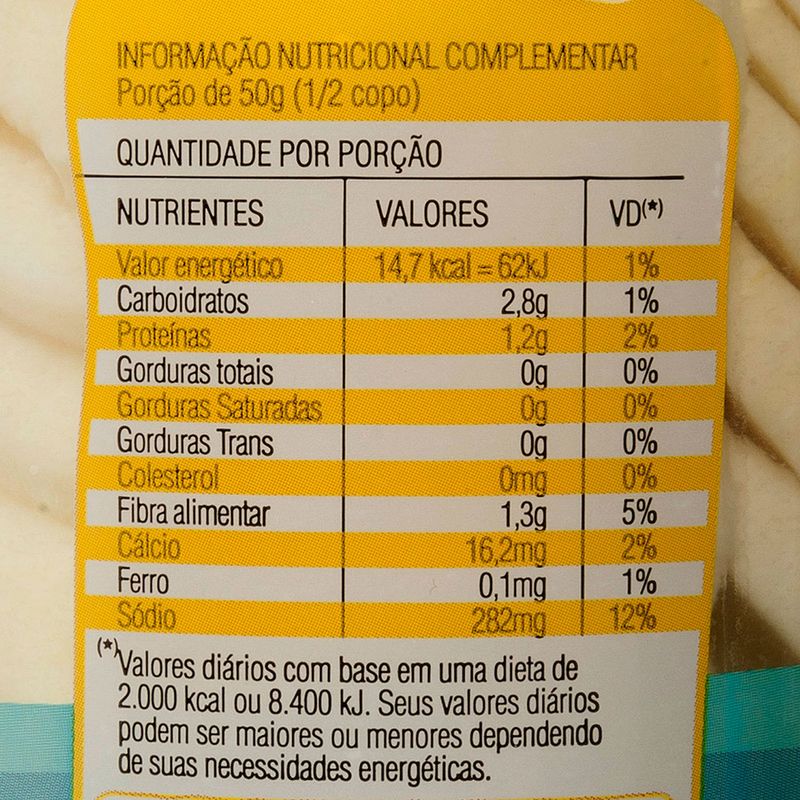 INFORMAÇÃO NUTRICIONAL COMPLEMENTAR
Porção de 50g (1/2 copo)
QUANTIDADE POR PORÇÃO
NUTRIENTES VALORES VD(*)
Valor energético 14,7 kcal = 62kJ 1%
Carboidratos 2,8g 1%
Proteínas 1,2g 2%
Gorduras totais 0g 0%
Gorduras Saturadas 0g 0%
Gorduras Trans 0g 0%
Colesterol 0mg 0%
Fibra alimentar 1,3g 5%
Cálcio 16,2mg 2%
Ferro 0,1mg 1%
Sódio 282mg 12%
(*)Valores diários com base em uma dieta de
2.000 kcal ou 8.400 kJ. Seus valores diários
podem ser maiores ou menores dependendo
de suas necessidades energéticas.